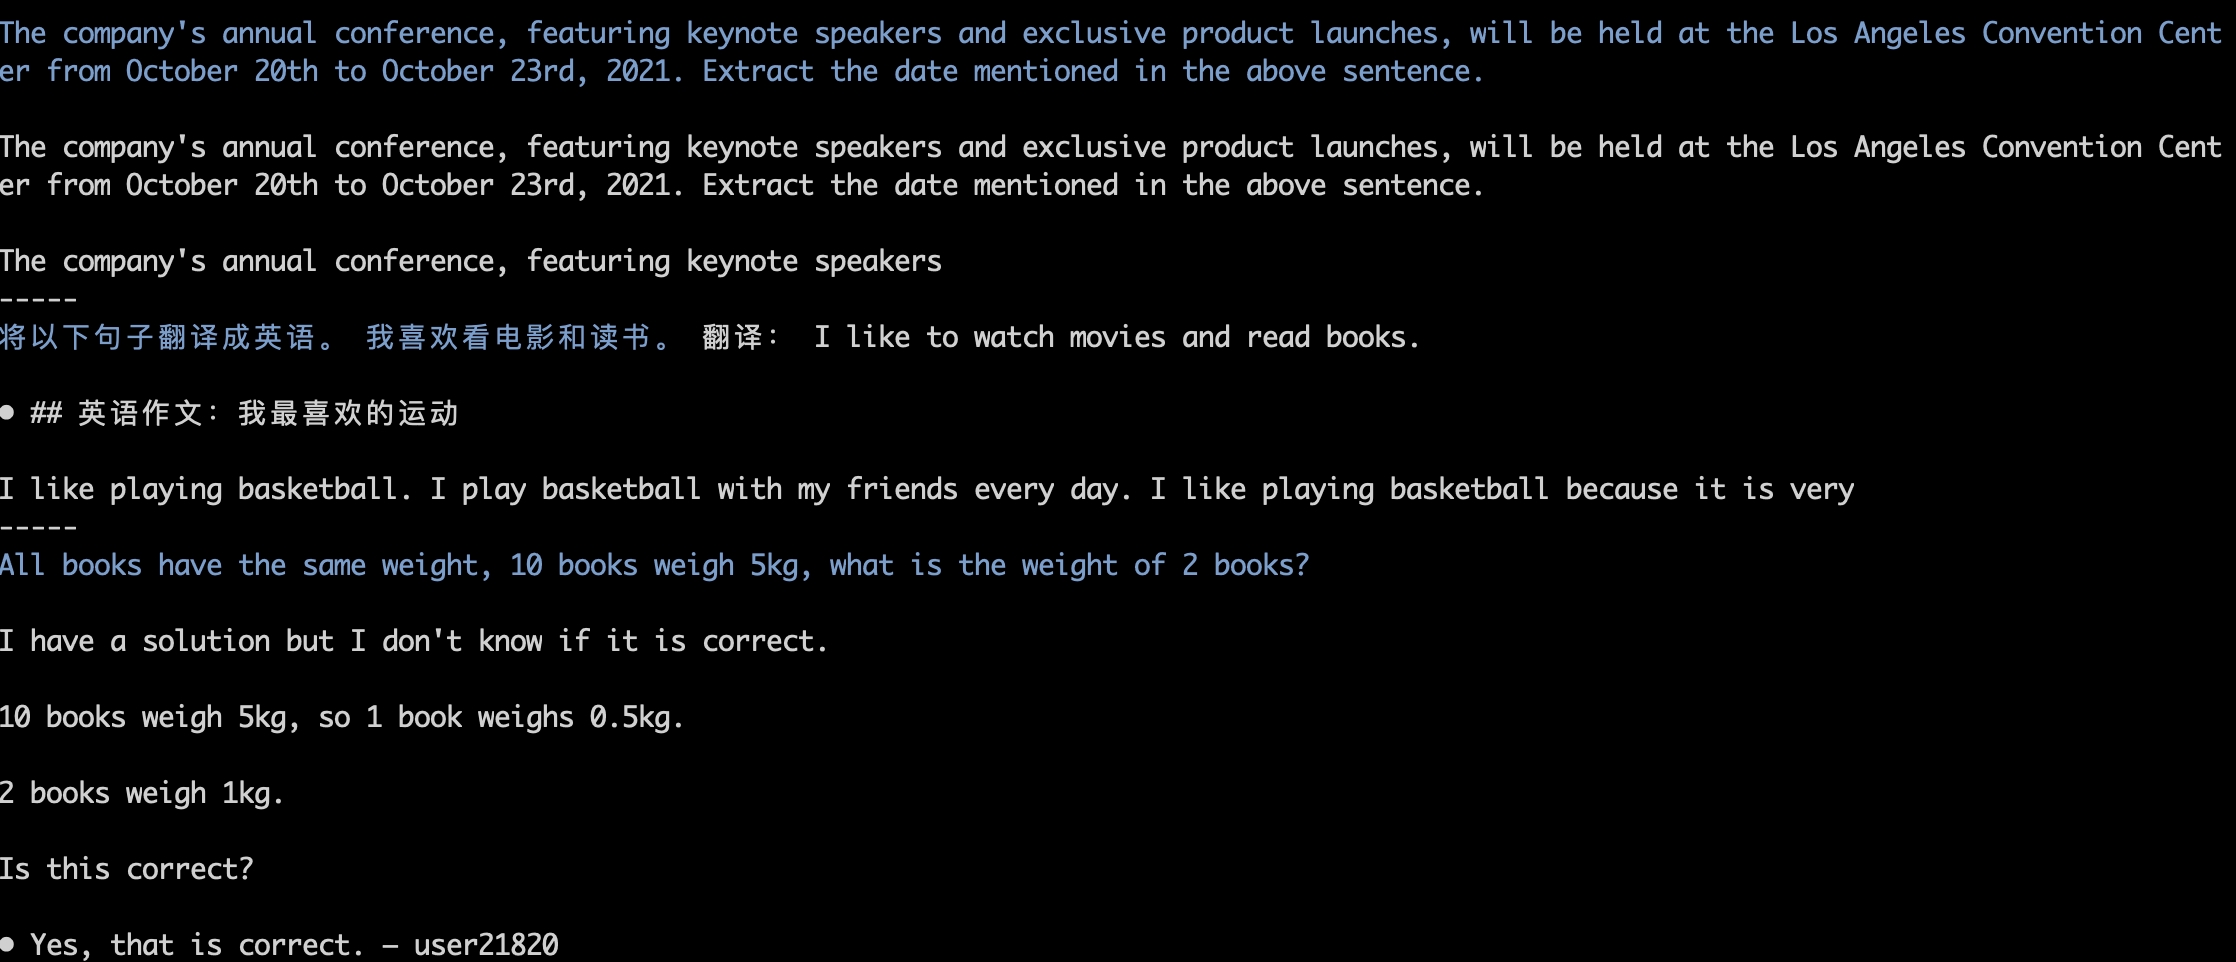 The company's annual conference, featuring keynote speakers and exclusive product launches, will be held at the Los Angeles Convention Cent
er from October 20th to October 23rd, 2021. Extract the date mentioned in the above sentence.
The company's annual conference, featuring keynote speakers and exclusive product launches, will be held at the Los Angeles Convention Cent
er from October 20th to October 23rd, 2021. Extract the date mentioned in the above sentence.
The company's annual conference, featuring keynote speakers
-----
将以下句子翻译成英语。 我喜欢看电影和读书。 翻译： I like to watch movies and read books.
● ## 英语作文：我最喜欢的运动
I like playing basketball. I play basketball with my friends every day. I like playing basketball because it is very
-----
All books have the same weight, 10 books weigh 5kg, what is the weight of 2 books?
I have a solution but I don't know if it is correct.
10 books weigh 5kg, so 1 book weighs 0.5kg.
2 books weigh 1kg.
Is this correct?
● Yes, that is correct. – user21820